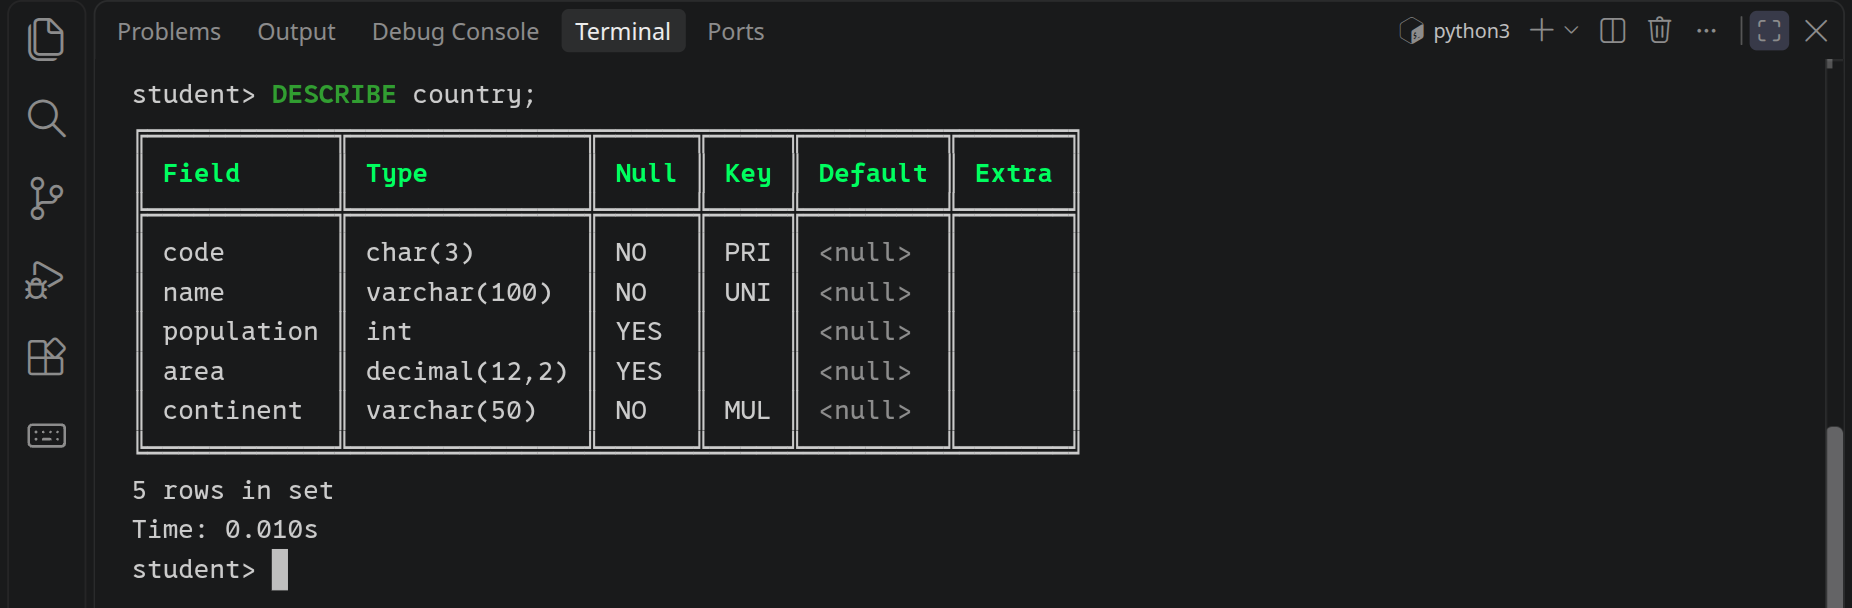 Problems Output Debug Console Terminal Ports python3
student> DESCRIBE country;
Field Type Null Key Default Extra
code char(3) NO PRI <null>
name varchar(100) NO UNI <null>
population int YES <null>
area decimal(12,2) YES <null>
continent varchar(50) NO MUL <null>
5 rows in set
Time: 0.010s
student>